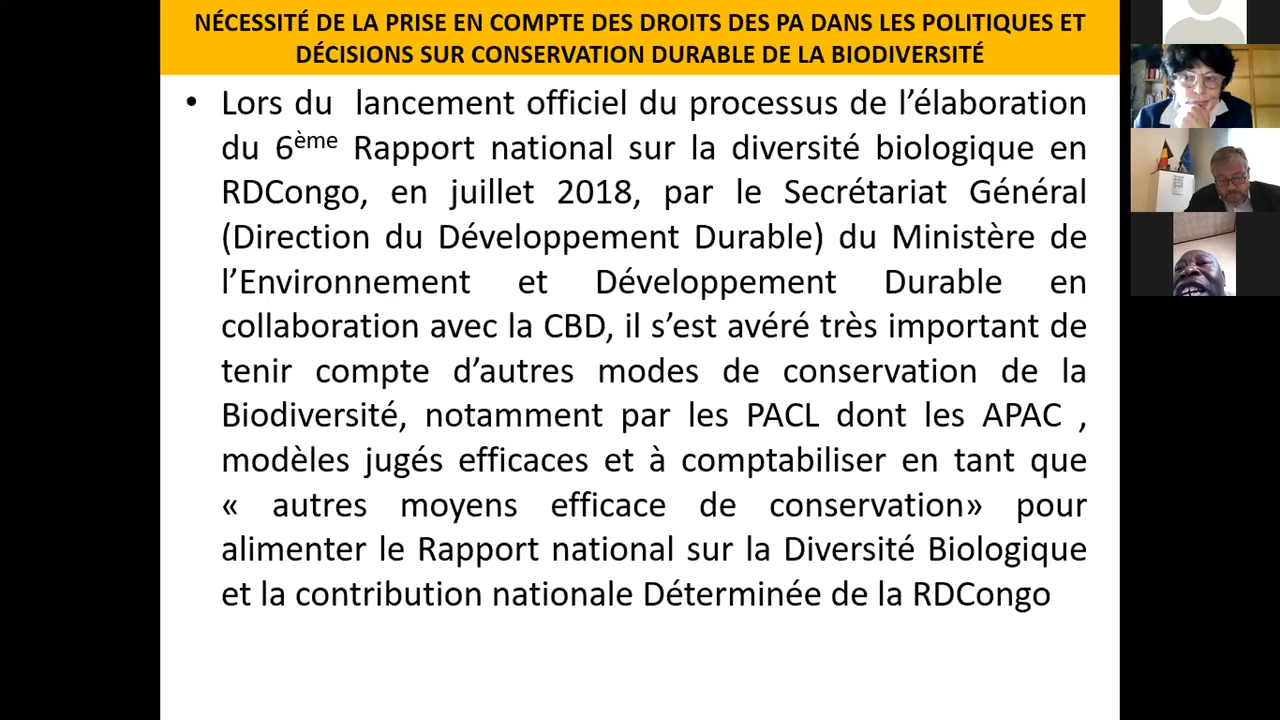 NÉCESSITÉ DE LA PRISE EN COMPTE DES DROITS DES PA DANS LES POLITIQUES ET
DÉCISIONS SUR CONSERVATION DURABLE DE LA BIODIVERSITÉ
• Lors du lancement officiel du processus de l’élaboration
du 6ème Rapport national sur la diversité biologique en
RDCongo, en juillet 2018, par le Secrétariat Général
(Direction du Développement Durable) du Ministère de
l’Environnement et Développement Durable en
collaboration avec la CBD, il s’est avéré très important de
tenir compte d’autres modes de conservation de la
Biodiversité, notamment par les PACL dont les APAC ,
modèles jugés efficaces et à comptabiliser en tant que
« autres moyens efficace de conservation» pour
alimenter le Rapport national sur la Diversité Biologique
et la contribution nationale Déterminée de la RDCongo